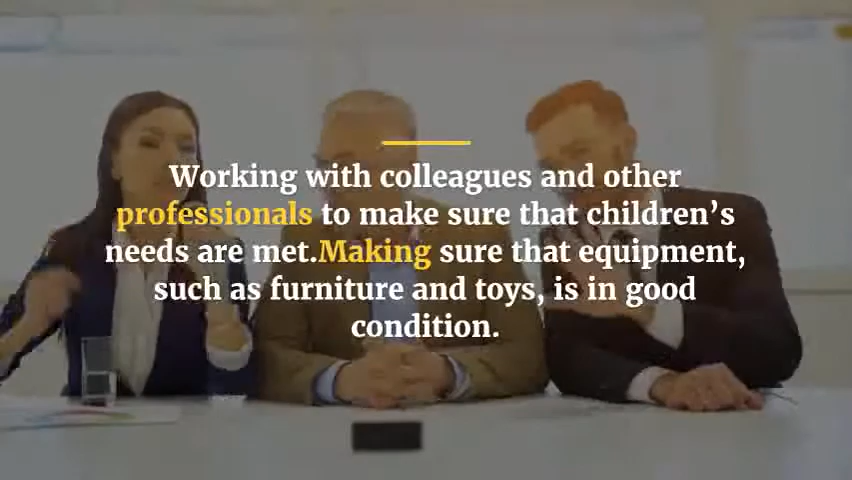 Working with colleagues and other
professionals to make sure that children’s
needs are met.Making sure that equipment,
such as furniture and toys, is in good
condition.